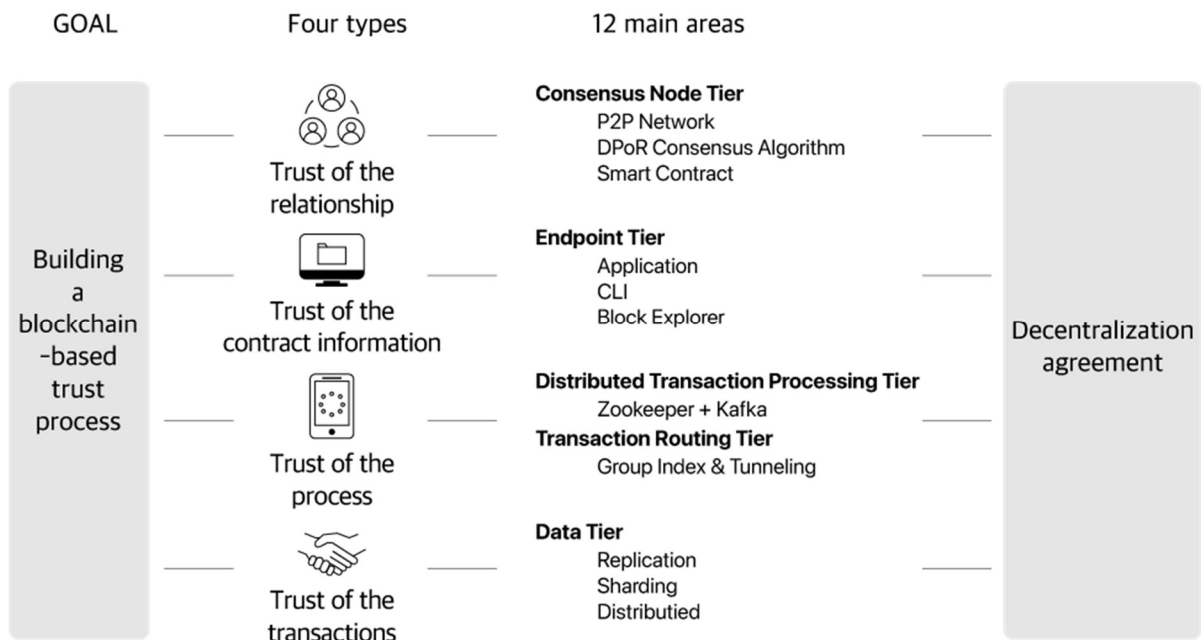 GOAL
Four types
12 main areas
Building
a
blockchain
-based
trust
process
Trust of the
relationship
Consensus Node Tier
P2P Network
DPoR Consensus Algorithm
Smart Contract
Trust of the
contract information
Endpoint Tier
Application
CLI
Block Explorer
Trust of the
process
Distributed Transaction Processing Tier
Zookeeper + Kafka
Transaction Routing Tier
Group Index & Tunneling
Trust of the
transactions
Data Tier
Replication
Sharding
Distributied
Decentralization
agreement